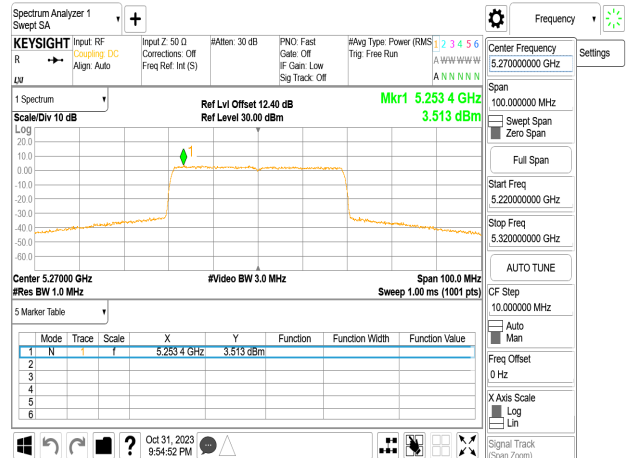 Spectrum Analyzer 1
Swept SA
KEYSIGHT
R
Input: RF
Coupling: DC
Align: Auto
Input Z: 50 Ω
Corrections: Off
Freq Ref: Int (S)
#Atten: 30 dB
PNO: Fast
Gate: Off
IF Gain: Low
Sig Track: Off
#Avg Type: Power (RMS
Trig: Free Run
1 2 3 4 5 6
A W W W W W
A N N N N N
1 Spectrum
Scale/Div 10 dB
Ref Lvl Offset 12.40 dB
Ref Level 30.00 dBm
Mkr1 5.253 4 GHz
3.513 dBm
Log
20.0
10.0
0.00
-10.0
-20.0
-30.0
-40.0
-50.0
-60.0
1
Center 5.27000 GHz
#Res BW 1.0 MHz
#Video BW 3.0 MHz
Span 100.0 MHz
Sweep 1.00 ms (1001 pts)
5 Marker Table
Mode Trace Scale X Y Function Function Width Function Value
1 N 1 f 5.253 4 GHz 3.513 dBm
2
3
4
5
6
Oct 31, 2023
9:54:52 PM
?
Frequency
Settings
Center Frequency
5.270000000 GHz
Span
100.000000 MHz
Swept Span
Zero Span
Full Span
Start Freq
5.220000000 GHz
Stop Freq
5.320000000 GHz
AUTO TUNE
CF Step
10.000000 MHz
Auto
Man
Freq Offset
0 Hz
X Axis Scale
Log
Lin
Signal Track
(Span Zoom)